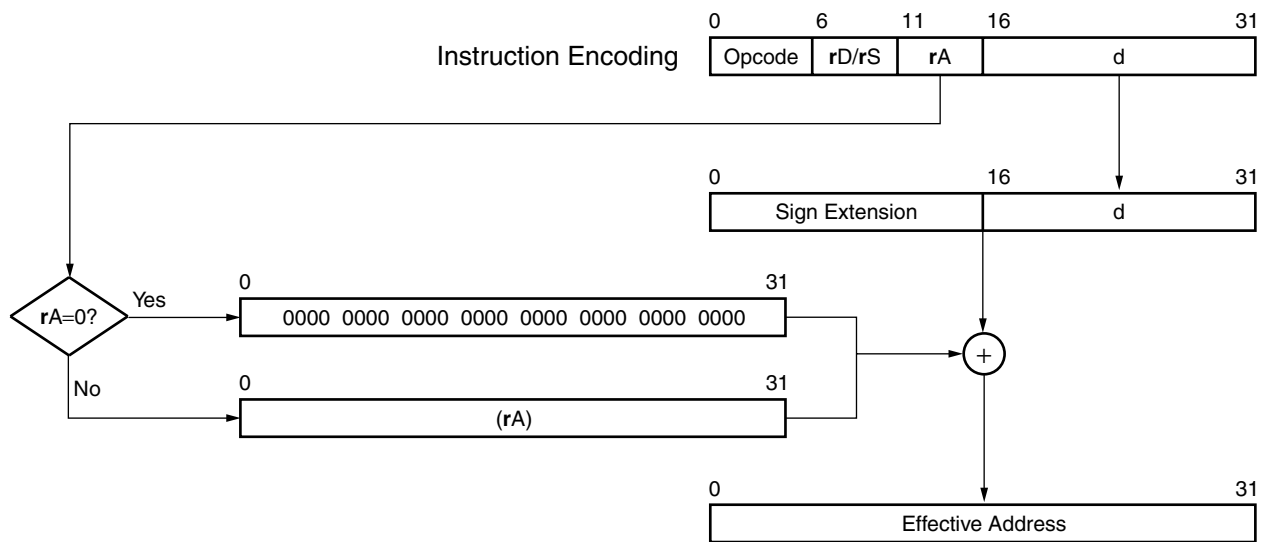 0 6 11 16 31
Instruction Encoding Opcode rD/rS rA d
0 16 31
Sign Extension d
0 31
rA=0? Yes 0000 0000 0000 0000 0000 0000 0000 0000
+
No
0 31
(rA)
0 31
Effective Address